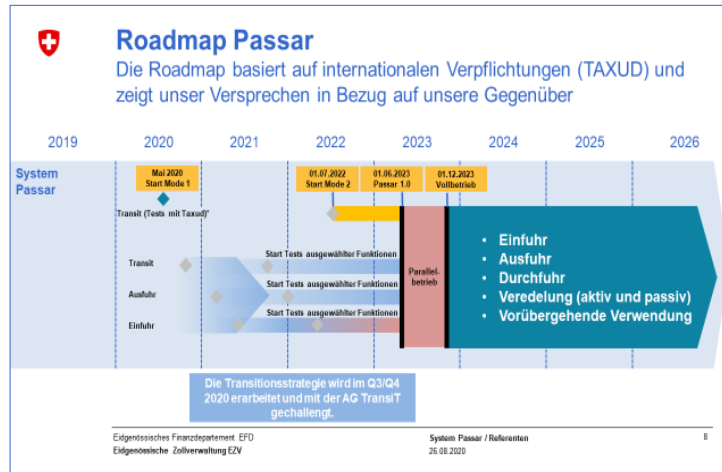 Roadmap Passar
Die Roadmap basiert auf internationalen Verpflichtungen (TAXUD) und
zeigt unser Versprechen in Bezug auf unsere Gegenüber
2019 2020 2021 2022 2023 2024 2025 2026
System
Passar
Mai 2020
Start Mode 1
01.07.2022
Start Mode 2
01.06.2023
Passar 1.0
01.12.2023
Vollbetrieb
Transit (Tests mit Taxud)*
Transit
Start Tests ausgewählter Funktionen
Ausfuhr
Start Tests ausgewählter Funktionen
Einfuhr
Start Tests ausgewählter Funktionen
Parallel-
betrieb
• Einfuhr
• Ausfuhr
• Durchfuhr
• Veredelung (aktiv und passiv)
• Vorübergehende Verwendung
Die Transitionsstrategie wird im Q3/Q4
2020 erarbeitet und mit der AG TransiT
gechallengt.
Eidgenössisches Finanzdepartement EFD
Eidgenössische Zollverwaltung EZV
System Passar / Referenten
26.08.2020
8